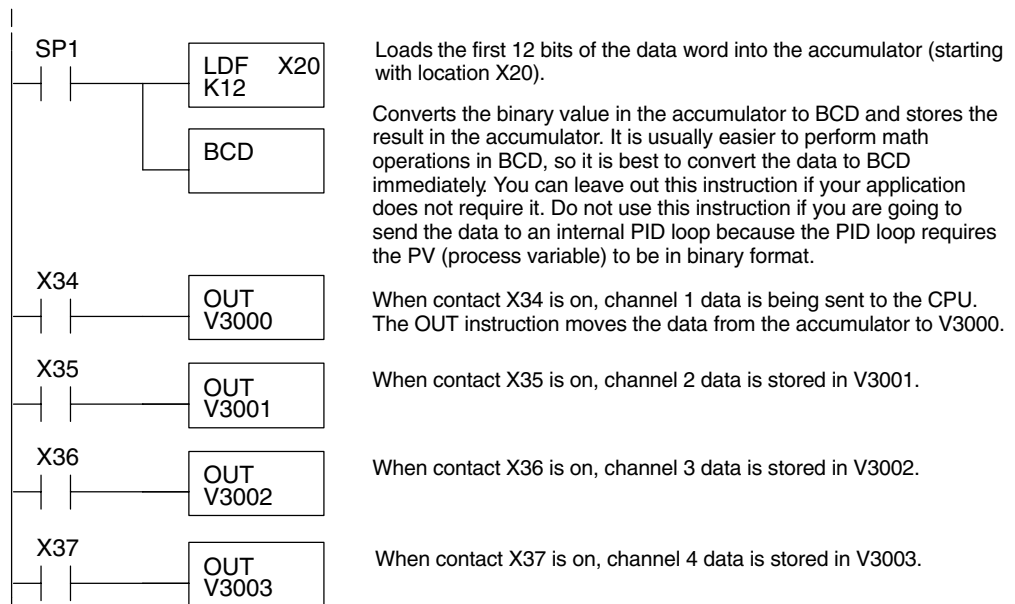 SP1
LDF X20
K12
Loads the first 12 bits of the data word into the accumulator (starting
with location X20).
BCD
Converts the binary value in the accumulator to BCD and stores the
result in the accumulator. It is usually easier to perform math
operations in BCD, so it is best to convert the data to BCD
immediately. You can leave out this instruction if your application
does not require it. Do not use this instruction if you are going to
send the data to an internal PID loop because the PID loop requires
the PV (process variable) to be in binary format.
X34
OUT
V3000
When contact X34 is on, channel 1 data is being sent to the CPU.
The OUT instruction moves the data from the accumulator to V3000.
X35
OUT
V3001
When contact X35 is on, channel 2 data is stored in V3001.
X36
OUT
V3002
When contact X36 is on, channel 3 data is stored in V3002.
X37
OUT
V3003
When contact X37 is on, channel 4 data is stored in V3003.